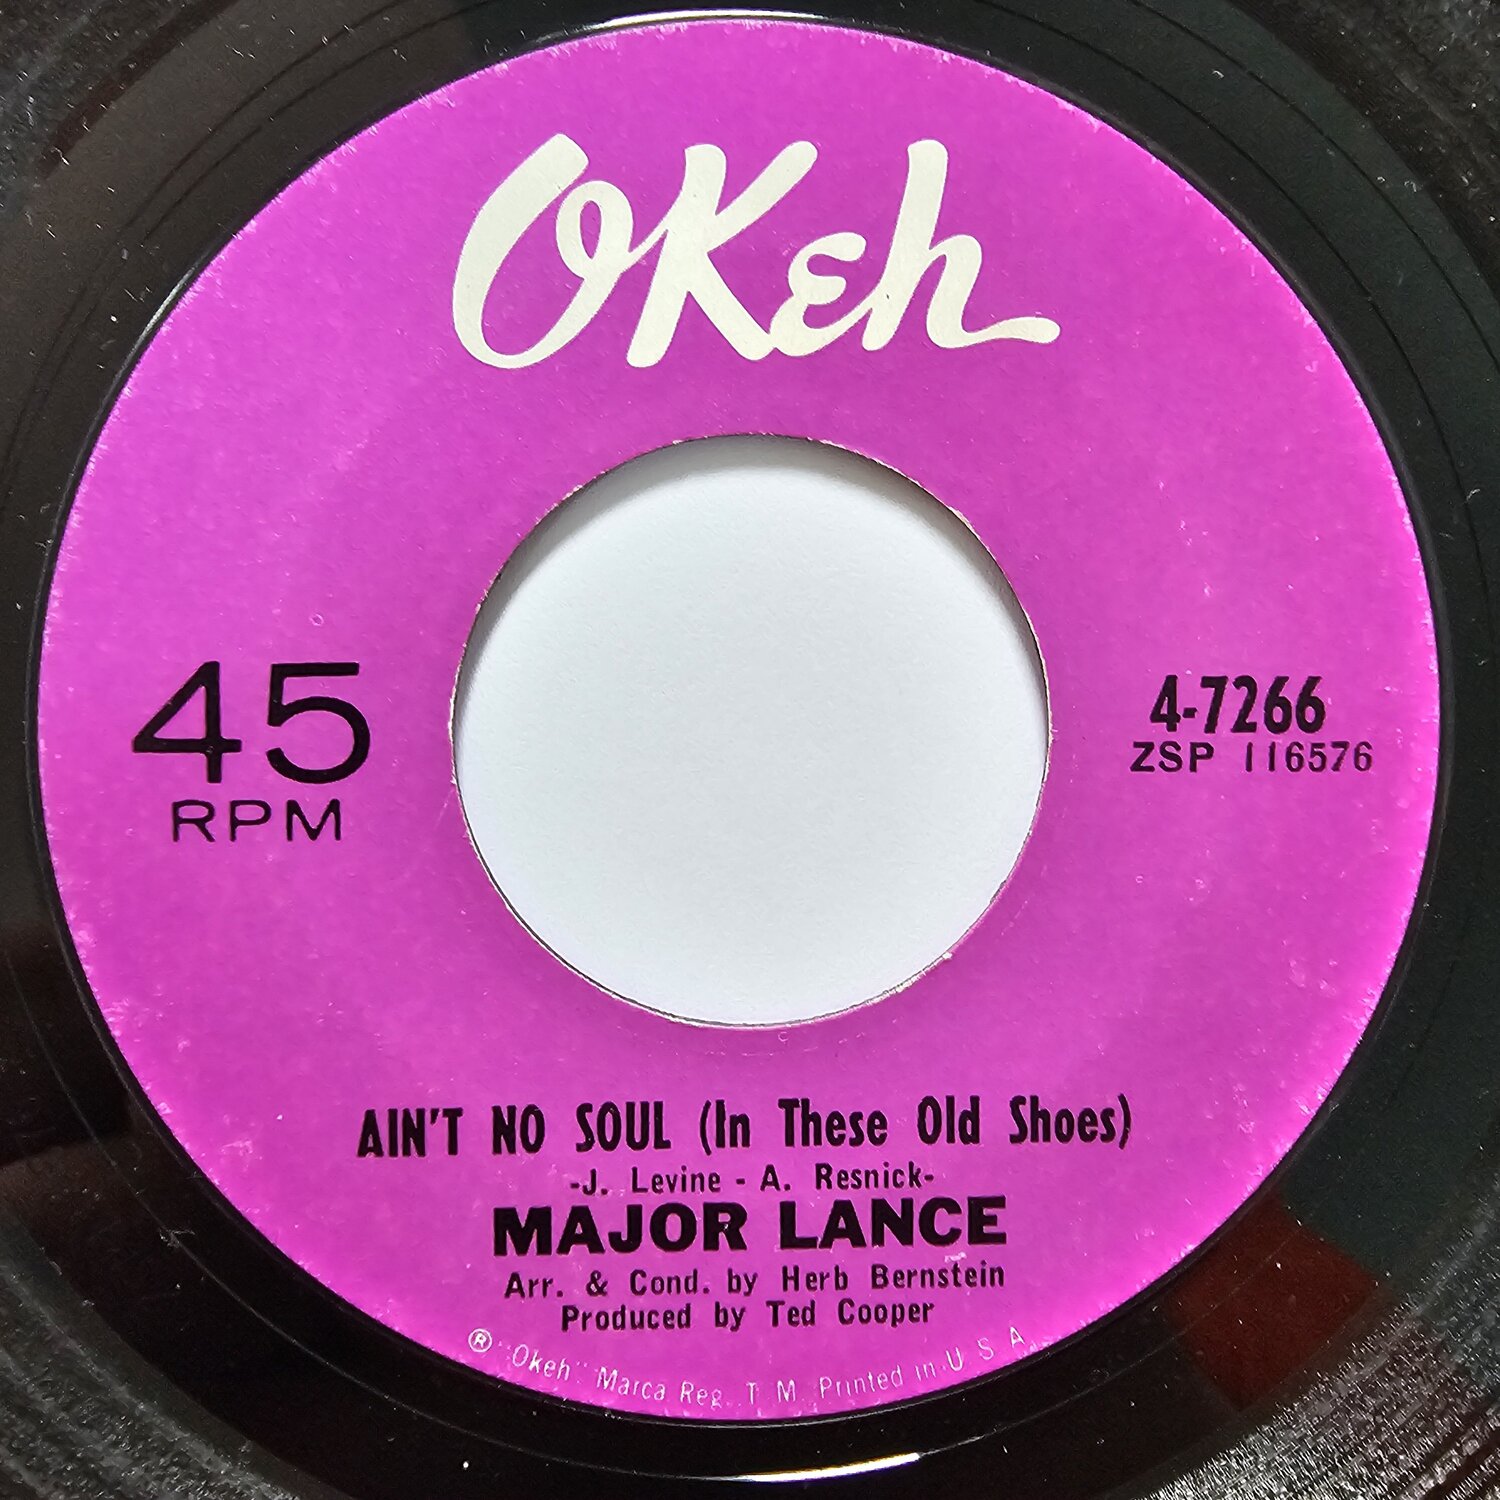 OKeh
45
RPM
4-7266
ZSP 116576
AIN'T NO SOUL (In These Old Shoes)
-J. Levine - A. Resnick-
MAJOR LANCE
Arr. & Cond. by Herb Bernstein
Produced by Ted Cooper
® "Okeh" Marca Reg. T M. Printed in U S A